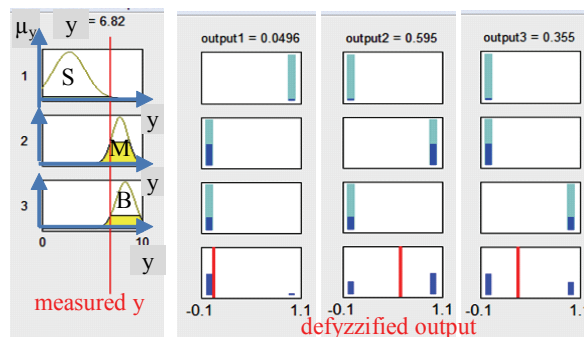 μy y = 6.82
output1 = 0.0496
output2 = 0.595
output3 = 0.355
1
S
y
2
M
y
3
B
0
10
y
measured y
-0.1
1.1
-0.1
1.1
-0.1
1.1
defyzzified output